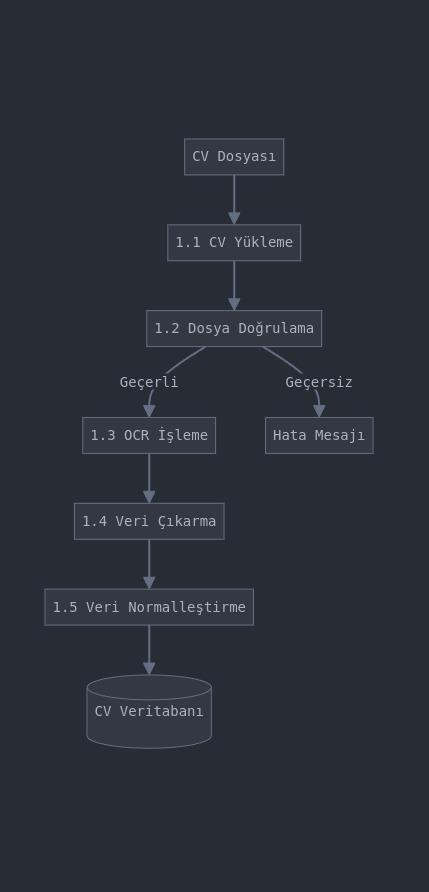 CV Dosyası
1.1 CV Yükleme
1.2 Dosya Doğrulama
Geçerli
Geçersiz
1.3 OCR İşleme
Hata Mesajı
1.4 Veri Çıkarma
1.5 Veri Normalleştirme
CV Veritabanı